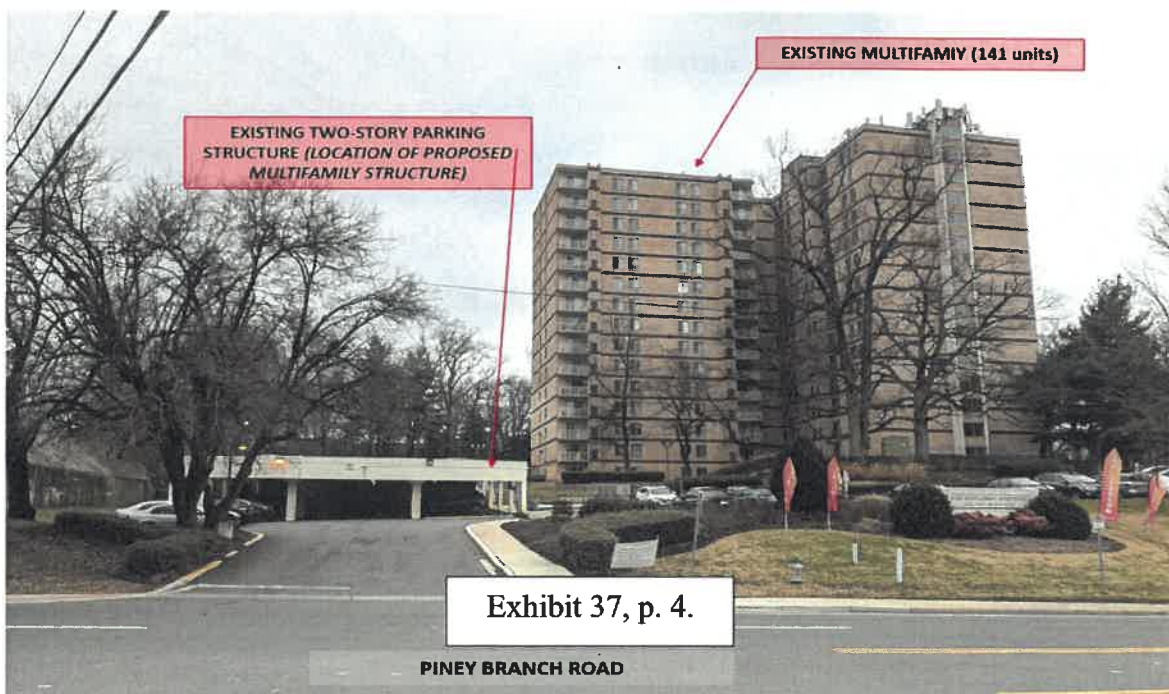 EXISTING MULTIFAMIY (141 units)
EXISTING TWO-STORY PARKING
STRUCTURE (LOCATION OF PROPOSED
MULTIFAMILY STRUCTURE)
Exhibit 37, p. 4.
PINEY BRANCH ROAD